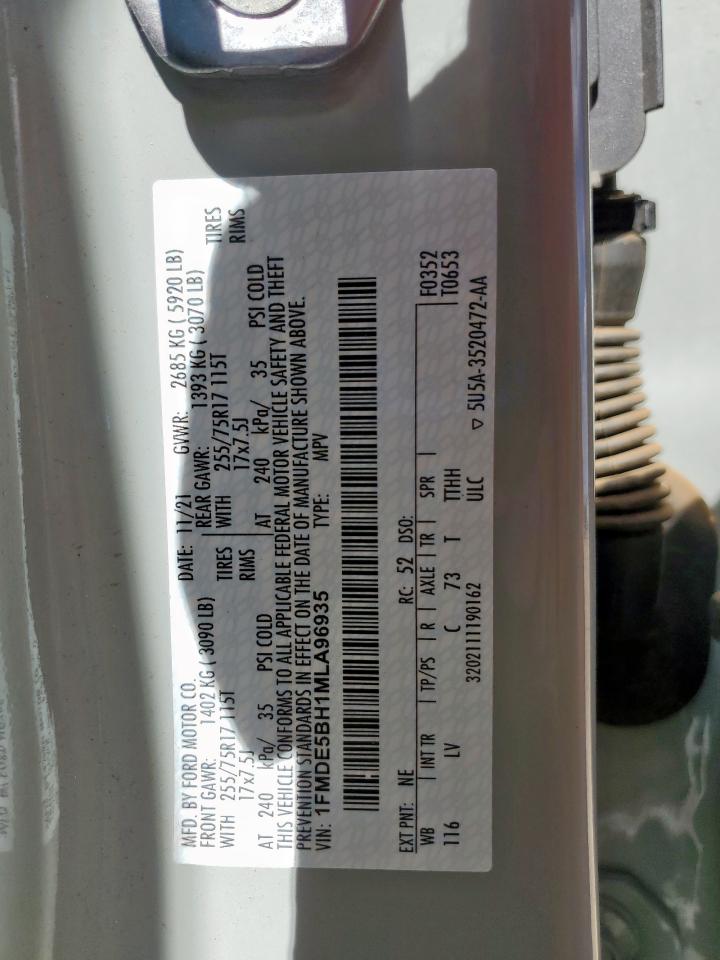 MFD. BY FORD MOTOR CO.
DATE: 11/21 GVWR: 2685 KG ( 5920 LB)
FRONT GAWR: 1402 KG ( 3090 LB) REAR GAWR: 1393 KG ( 3070 LB)
WITH 255/75R17 115T TIRES WITH 255/75R17 115T TIRES
17x7.5J RIMS 17x7.5J RIMS
AT 240 kPa/ 35 PSI COLD AT 240 kPa/ 35 PSI COLD
THIS VEHICLE CONFORMS TO ALL APPLICABLE FEDERAL MOTOR VEHICLE SAFETY AND THEFT
PREVENTION STANDARDS IN EFFECT ON THE DATE OF MANUFACTURE SHOWN ABOVE.
VIN: 1FMDE5BH1MLA96935 TYPE: MPV
EXT PNT: NE RC: 52 DSO: F0352
WB INT TR TP/PS R AXLE TR SPR T0653
116 LV C 73 T TTHH
3202111190162 ULC ▽ 5U5A-3520472-AA